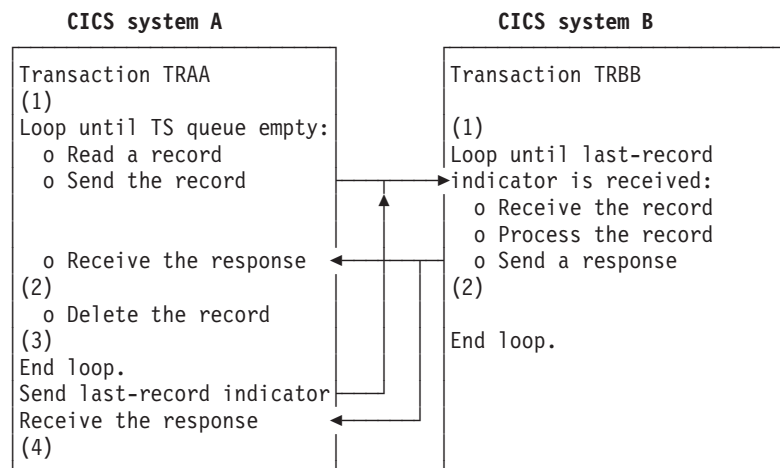 CICS system A
CICS system B
Transaction TRAA
(1)
Loop until TS queue empty:
o Read a record
o Send the record
o Receive the response
(2)
o Delete the record
(3)
End loop.
Send last-record indicator
Receive the response
(4)
Transaction TRBB
(1)
Loop until last-record
indicator is received:
o Receive the record
o Process the record
o Send a response
(2)
End loop.